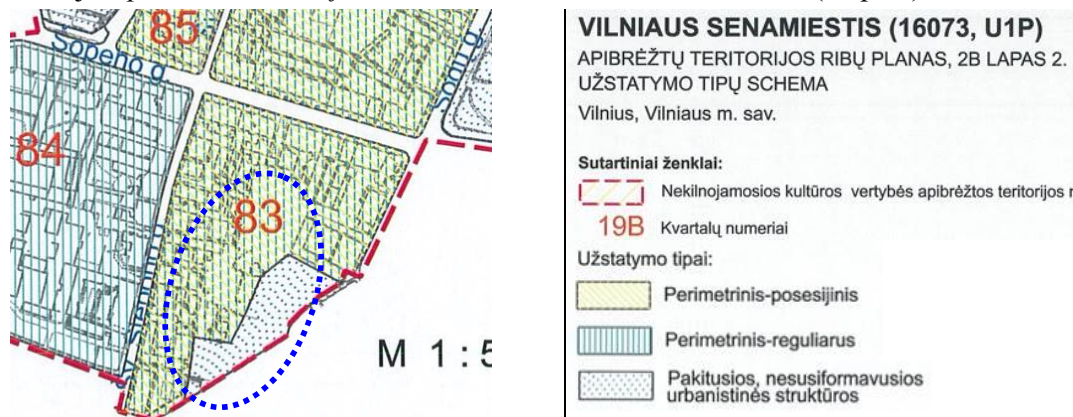 85
Šopeno g.
84
83
M 1:5
VILNIAUS SENAMIESTIS (16073, U1P)
APIBRĖŽTŲ TERITORIJOS RIBŲ PLANAS, 2B LAPAS 2.
UŽSTATYMO TIPŲ SCHEMA
Vilnius, Vilniaus m. sav.
Sutartiniai ženklai:
Nekilnojamosios kultūros vertybės apibrėžtos teritorijos
19B Kvartalų numeriai
Užstatymo tipai:
Perimetrinis-posesijinis
Perimetrinis-reguliarus
Pakitusios, nesusiformavusios
urbanistinės struktūros